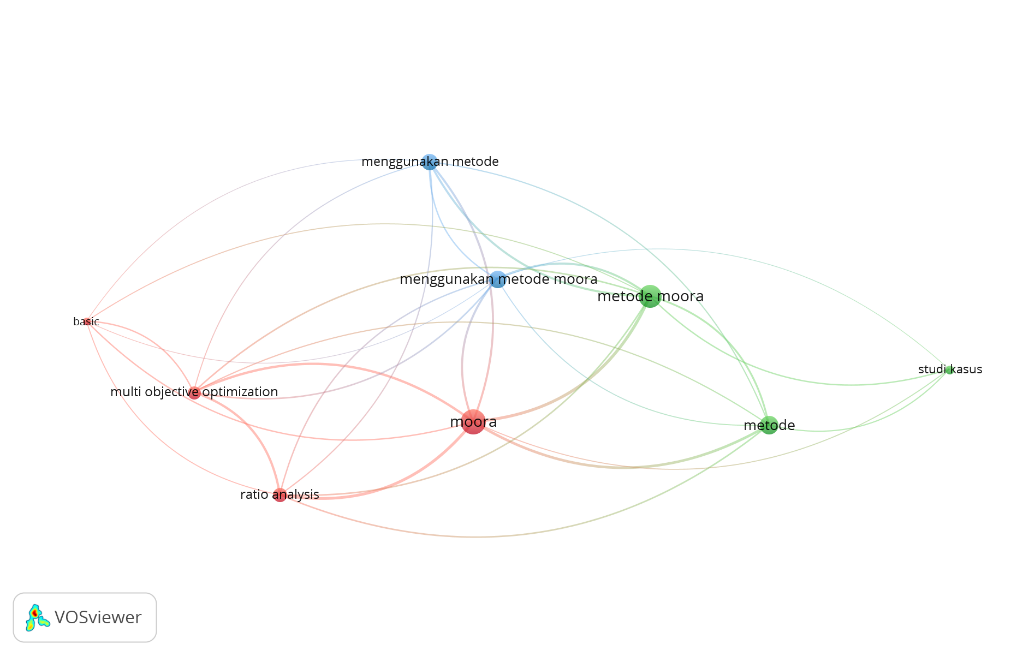 menggunakan metode
menggunakan metode moora
metode moora
basic
studi kasus
multi objective optimization
moora
metode
ratio analysis
VOSviewer